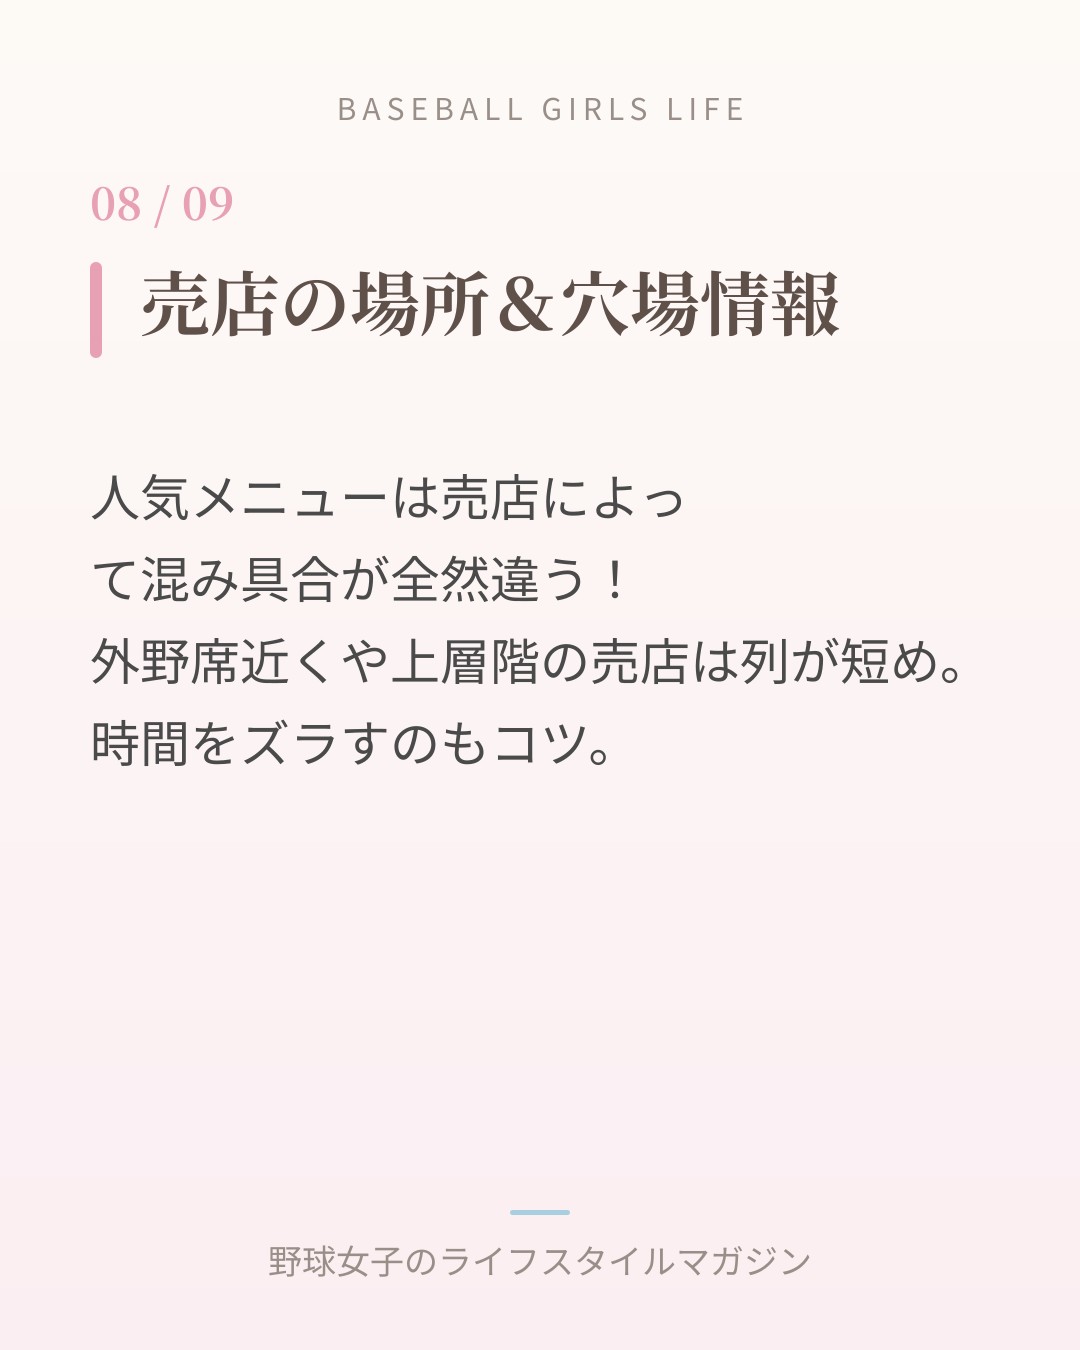 BASEBALL GIRLS LIFE
08 / 09
売店の場所&穴場情報
人気メニューは売店によっ
て混み具合が全然違う！
外野席近くや上層階の売店は列が短め。
時間をズラすのもコツ。
野球女子のライフスタイルマガジン